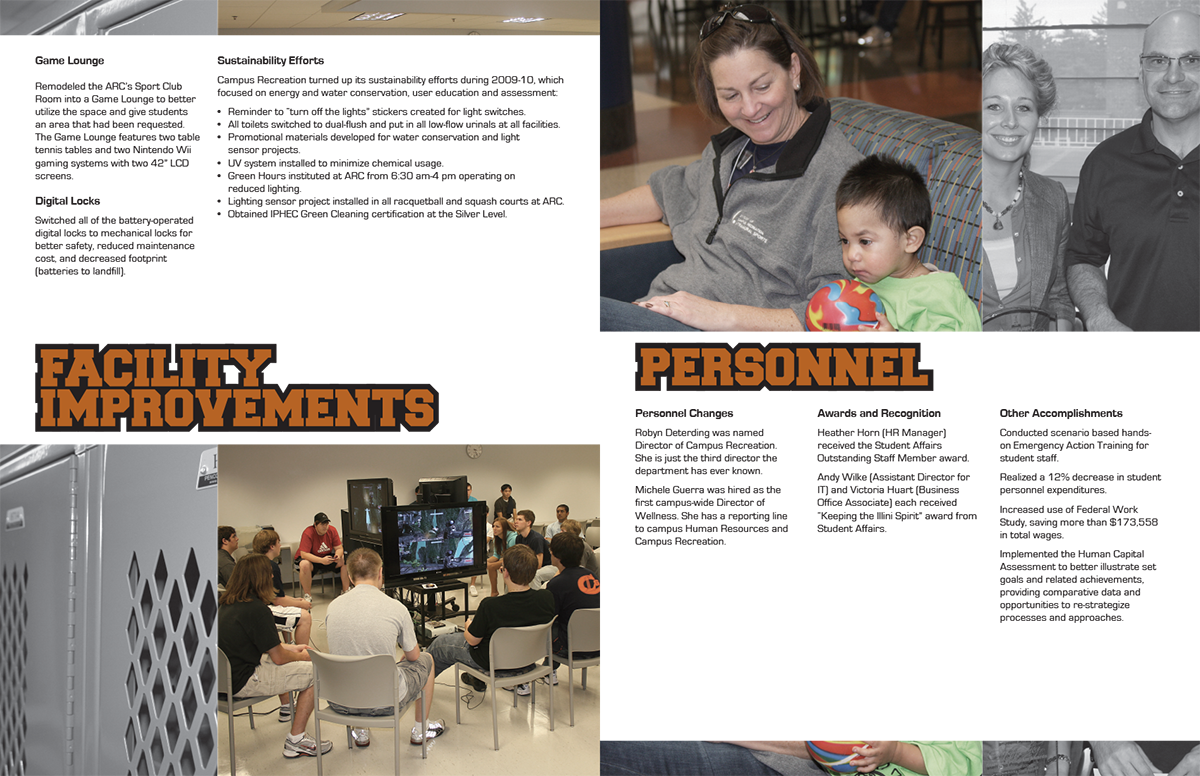 Game Lounge
Remodeled the ARC's Sport Club
Room into a Game Lounge to better
utilize the space and give students
an area that had been requested.
The Game Lounge features two table
tennis tables and two Nintendo Wii
gaming systems with two 42" LCD
screens.
Digital Locks
Switched all of the battery-operated
digital locks to mechanical locks for
better safety, reduced maintenance
cost, and decreased footprint
(batteries to landfill).
Sustainability Efforts
Campus Recreation turned up its sustainability efforts during 2009-10, which
focused on energy and water conservation, user education and assessment:
• Reminder to "turn off the lights" stickers created for light switches.
• All toilets switched to dual-flush and put in all low-flow urinals at all facilities.
• Promotional materials developed for water conservation and light
sensor projects.
• UV system installed to minimize chemical usage.
• Green Hours instituted at ARC from 6:30 am-4 pm operating on
reduced lighting.
• Lighting sensor project installed in all racquetball and squash courts at ARC.
• Obtained IPHEC Green Cleaning certification at the Silver Level.
FACILITY
IMPROVEMENTS
PERSONNEL
Personnel Changes
Robyn Deterding was named
Director of Campus Recreation.
She is just the third director the
department has ever known.
Michele Guerra was hired as the
first campus-wide Director of
Wellness. She has a reporting line
to campus Human Resources and
Campus Recreation.
Awards and Recognition
Heather Horn (HR Manager)
received the Student Affairs
Outstanding Staff Member award.
Andy Wilke (Assistant Director for
IT) and Victoria Huart (Business
Office Associate) each received
"Keeping the Illini Spirit" award from
Student Affairs.
Other Accomplishments
Conducted scenario based hands-
on Emergency Action Training for
student staff.
Realized a 12% decrease in student
personnel expenditures.
Increased use of Federal Work
Study, saving more than $173,558
in total wages.
Implemented the Human Capital
Assessment to better illustrate set
goals and related achievements,
providing comparative data and
opportunities to re-strategize
processes and approaches.